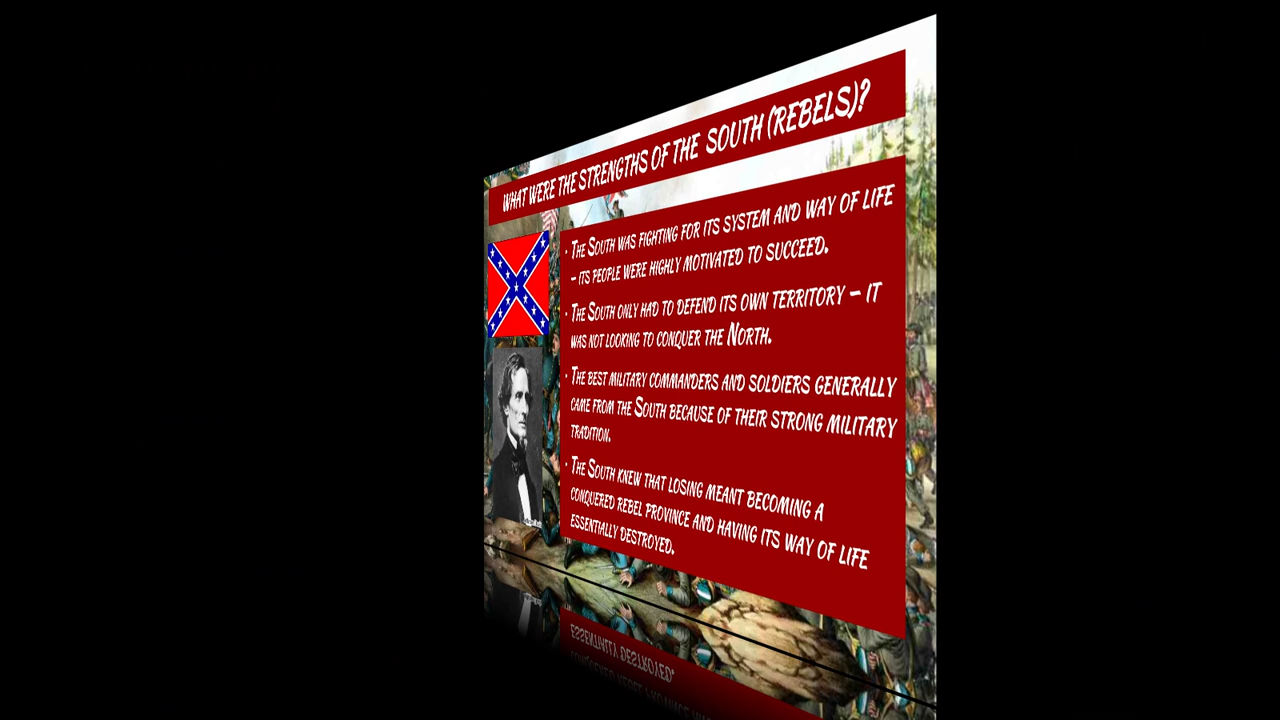 WHAT WERE THE STRENGTHS OF THE SOUTH (REBELS)?
· THE SOUTH WAS FIGHTING FOR ITS SYSTEM AND WAY OF LIFE
– ITS PEOPLE WERE HIGHLY MOTIVATED TO SUCCEED.
· THE SOUTH ONLY HAD TO DEFEND ITS OWN TERRITORY – IT
WAS NOT LOOKING TO CONQUER THE NORTH.
· THE BEST MILITARY COMMANDERS AND SOLDIERS GENERALLY
CAME FROM THE SOUTH BECAUSE OF THEIR STRONG MILITARY
TRADITION.
· THE SOUTH KNEW THAT LOSING MEANT BECOMING A
CONQUERED REBEL PROVINCE AND HAVING ITS WAY OF LIFE
ESSENTIALLY DESTROYED.